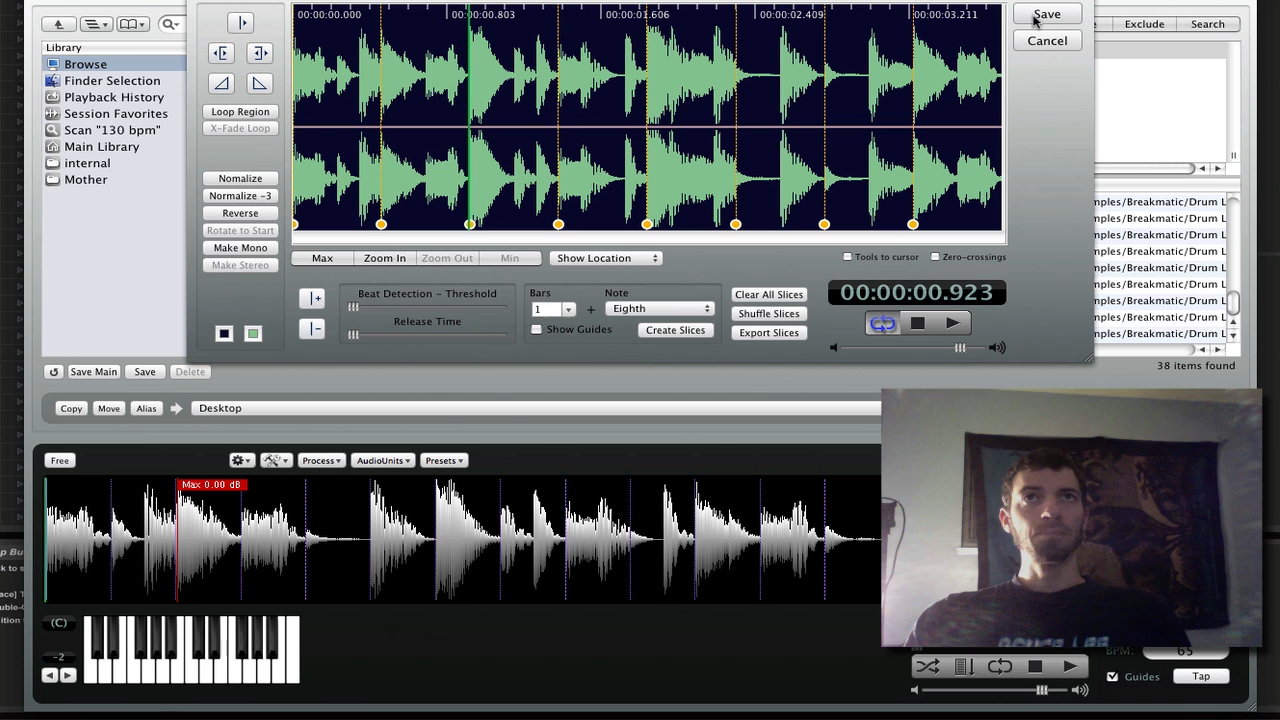 00:00:00.000 00:00:00.803 00:00:01.606 00:00:02.409 00:00:03.211
Save
Exclude Search
Cancel
Library
Browse
Finder Selection
Playback History
Session Favorites
Scan "130 bpm"
Main Library
internal
Mother
Loop Region
X-Fade Loop
Nomalize
Normalize -3
Reverse
Rotate to Start
Make Mono
Make Stereo
mples/Breakmatic/Drum L
mples/Breakmatic/Drum L
mples/Breakmatic/Drum L
mples/Breakmatic/Drum L
mples/Breakmatic/Drum L
mples/Breakmatic/Drum L
mples/Breakmatic/Drum L
mples/Breakmatic/Drum L
mples/Breakmatic/Drum L
Max Zoom In Zoom Out Min Show Location
Tools to cursor Zero-crossings
Beat Detection - Threshold
Release Time
Bars Note
1 + Eighth
Show Guides Create Slices
Clear All Slices
Shuffle Slices
Export Slices
00:00:00.923
38 items found
Save Main Save Delete
Copy Move Alias Desktop
Free Process AudioUnits Presets
Max 0.00 dB
(C)
-2
BPM: 65
Guides Tap